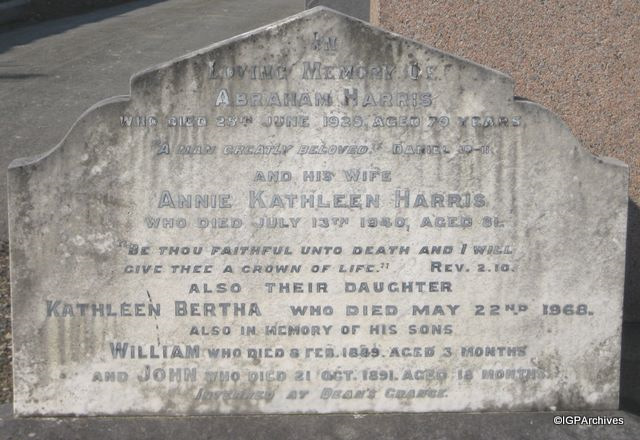 IN
LOVING MEMORY OF
ABRAHAM HARRIS
WHO DIED 25TH JUNE 1929, AGED 79 YEARS
"A MAN GREATLY BELOVED." DANIEL 10-11
AND HIS WIFE
ANNIE KATHLEEN HARRIS
WHO DIED JULY 13TH 1940, AGED 81.
"BE THOU FAITHFUL UNTO DEATH AND I WILL
GIVE THEE A CROWN OF LIFE." REV. 2.10.
ALSO THEIR DAUGHTER
KATHLEEN BERTHA WHO DIED MAY 22ND 1968.
ALSO IN MEMORY OF HIS SONS
WILLIAM WHO DIED 8 FEB. 1889. AGED 3 MONTHS
AND JOHN WHO DIED 21 OCT. 1891. AGED 18 MONTHS.
INTERRED AT DEAN'S GRANGE.
©IGPArchives